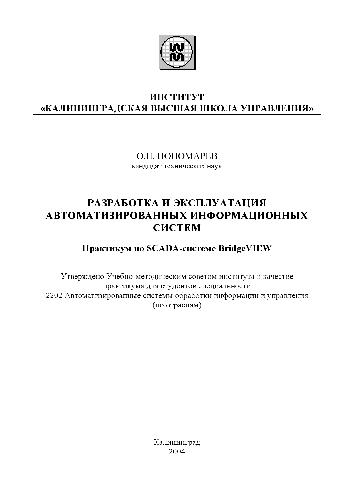 ИНСТИТУТ
«КАЛИНИНГРАДСКАЯ ВЫСШАЯ ШКОЛА УПРАВЛЕНИЯ»
О.П. ПОНОМАРЕВ
кандидат технических наук
РАЗРАБОТКА И ЭКСПЛУАТАЦИЯ
АВТОМАТИЗИРОВАННЫХ ИНФОРМАЦИОННЫХ
СИСТЕМ
Практикум по SCADA-системе BridgeVIEW
Утверждено Учебно-методическим советом института в качестве
практикума для студентов специальности
2202 Автоматизированные системы обработки информации и управления
(по отраслям)
Калининград
2004